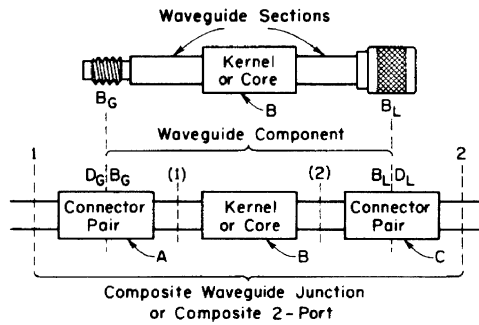 Waveguide Sections
Kernel
or Core
B
B_G
B_L
Waveguide Component
1
2
D_G B_G
(1)
(2)
B_L D_L
Connector
Pair
Kernel
or Core
Connector
Pair
A
B
C
Composite Waveguide Junction
or Composite 2-Port